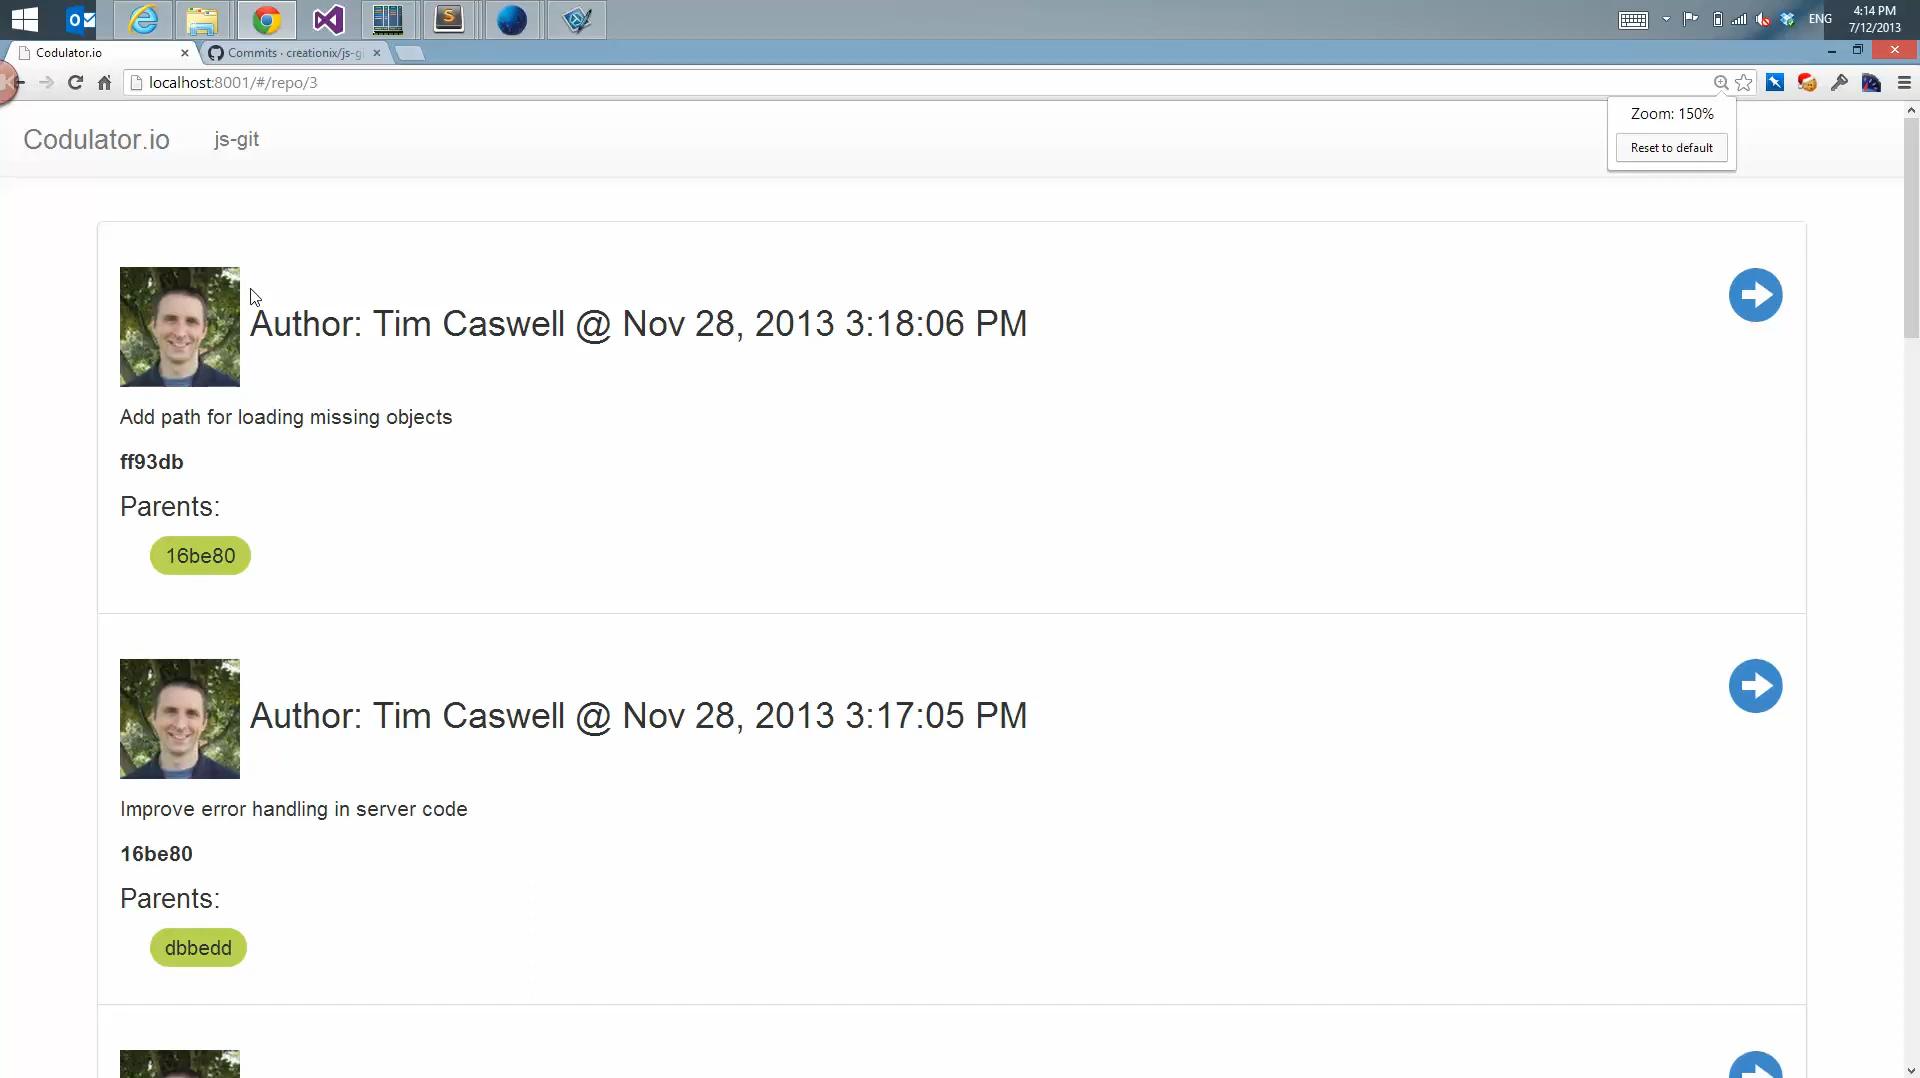 4:14 PM
ENG
7/12/2013
Codulator.io
Commits · creationix/js-gi
localhost:8001/#/repo/3
Zoom: 150%
Reset to default
Codulator.io
js-git
Author: Tim Caswell @ Nov 28, 2013 3:18:06 PM
Add path for loading missing objects
ff93db
Parents:
16be80
Author: Tim Caswell @ Nov 28, 2013 3:17:05 PM
Improve error handling in server code
16be80
Parents:
dbbedd